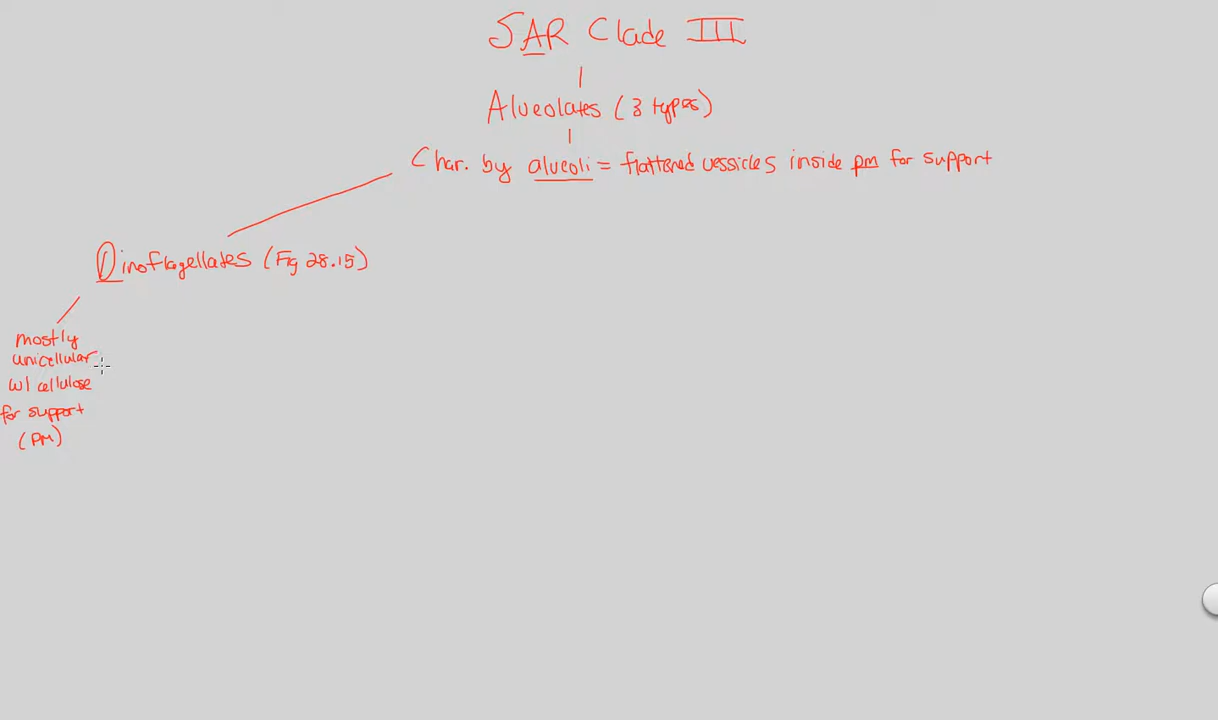 SAR Clade III
Alveolates (3 types)
Char. by alveoli = flattened vessicles inside pm for support
Dinoflagellates (Fig 28.15)
mostly
unicellular
w/ cellulose
for support
(PM)